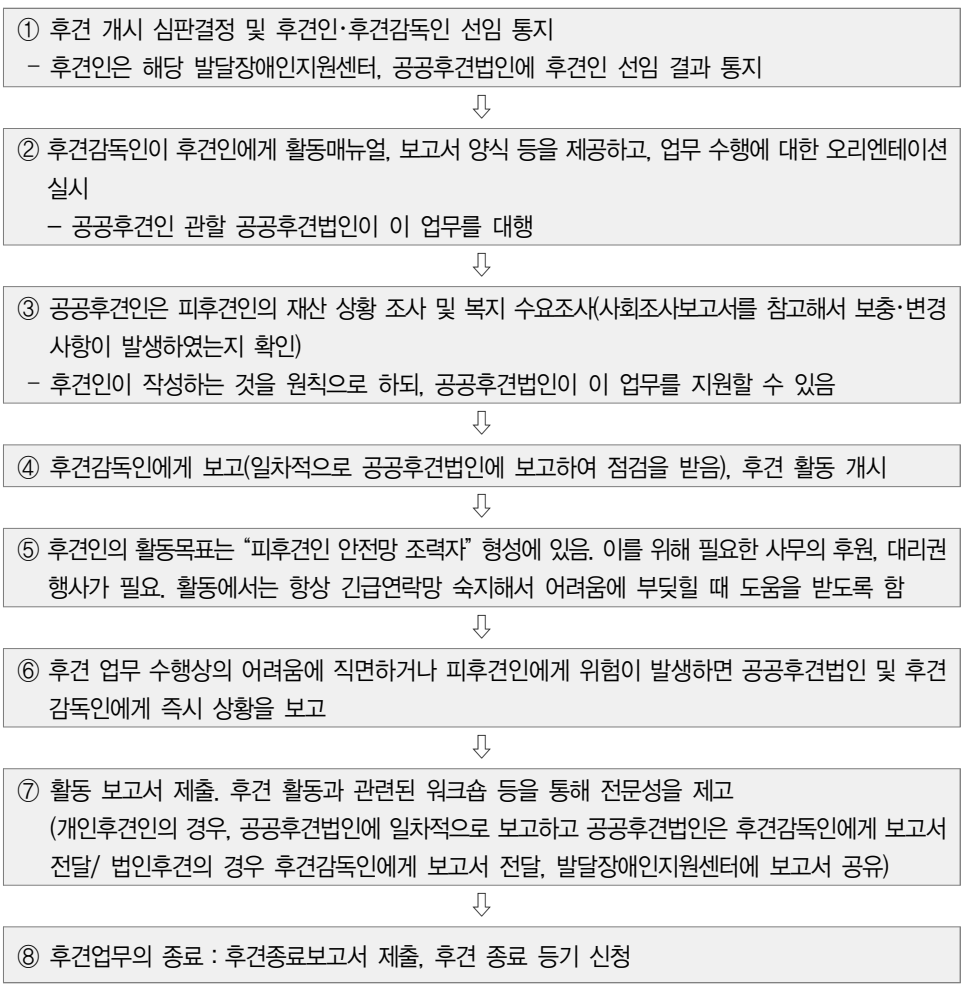 ① 후견 개시 심판결정 및 후견인·후견감독인 선임 통지
- 후견인은 해당 발달장애인지원센터, 공공후견법인에 후견인 선임 결과 통지
⇩
② 후견감독인이 후견인에게 활동매뉴얼, 보고서 양식 등을 제공하고, 업무 수행에 대한 오리엔테이션
실시
– 공공후견인 관할 공공후견법인이 이 업무를 대행
⇩
③ 공공후견인은 피후견인의 재산 상황 조사 및 복지 수요조사(사회조사보고서를 참고해서 보충·변경
사항이 발생하였는지 확인)
- 후견인이 작성하는 것을 원칙으로 하되, 공공후견법인이 이 업무를 지원할 수 있음
⇩
④ 후견감독인에게 보고(일차적으로 공공후견법인에 보고하여 점검을 받음), 후견 활동 개시
⇩
⑤ 후견인의 활동목표는 “피후견인 안전망 조력자” 형성에 있음. 이를 위해 필요한 사무의 후원, 대리권
행사가 필요. 활동에서는 항상 긴급연락망 숙지해서 어려움에 부딪힐 때 도움을 받도록 함
⇩
⑥ 후견 업무 수행상의 어려움에 직면하거나 피후견인에게 위험이 발생하면 공공후견법인 및 후견
감독인에게 즉시 상황을 보고
⇩
⑦ 활동 보고서 제출. 후견 활동과 관련된 워크숍 등을 통해 전문성을 제고
(개인후견인의 경우, 공공후견법인에 일차적으로 보고하고 공공후견법인은 후견감독인에게 보고서
전달/ 법인후견의 경우 후견감독인에게 보고서 전달, 발달장애인지원센터에 보고서 공유)
⇩
⑧ 후견업무의 종료 : 후견종료보고서 제출, 후견 종료 등기 신청